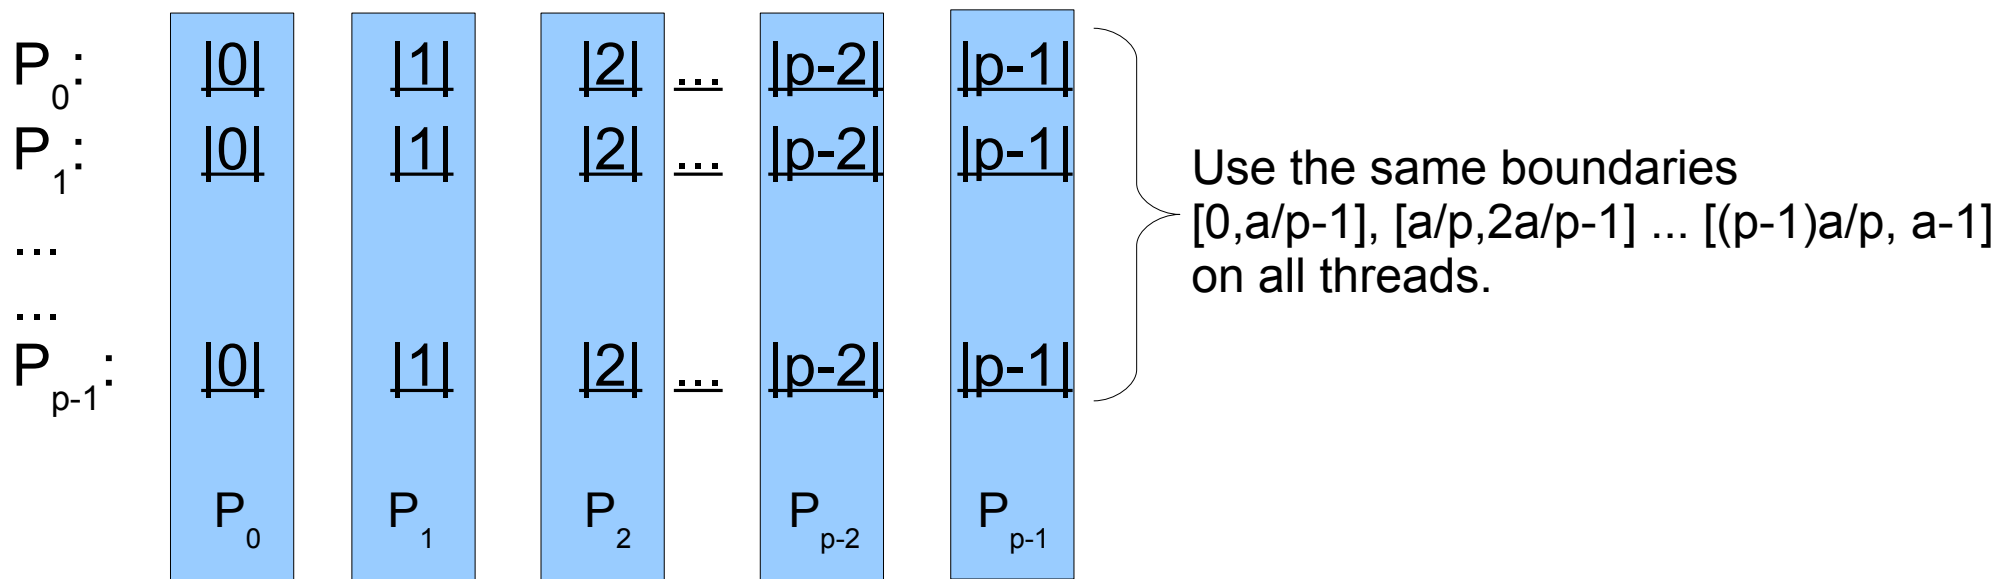 P0: |0| |1| |2| ... |p-2| |p-1|
P1: |0| |1| |2| ... |p-2| |p-1|
...
...
Pp-1: |0| |1| |2| ... |p-2| |p-1|
P0 P1 P2 Pp-2 Pp-1
Use the same boundaries
[0,a/p-1], [a/p,2a/p-1] ... [(p-1)a/p, a-1]
on all threads.